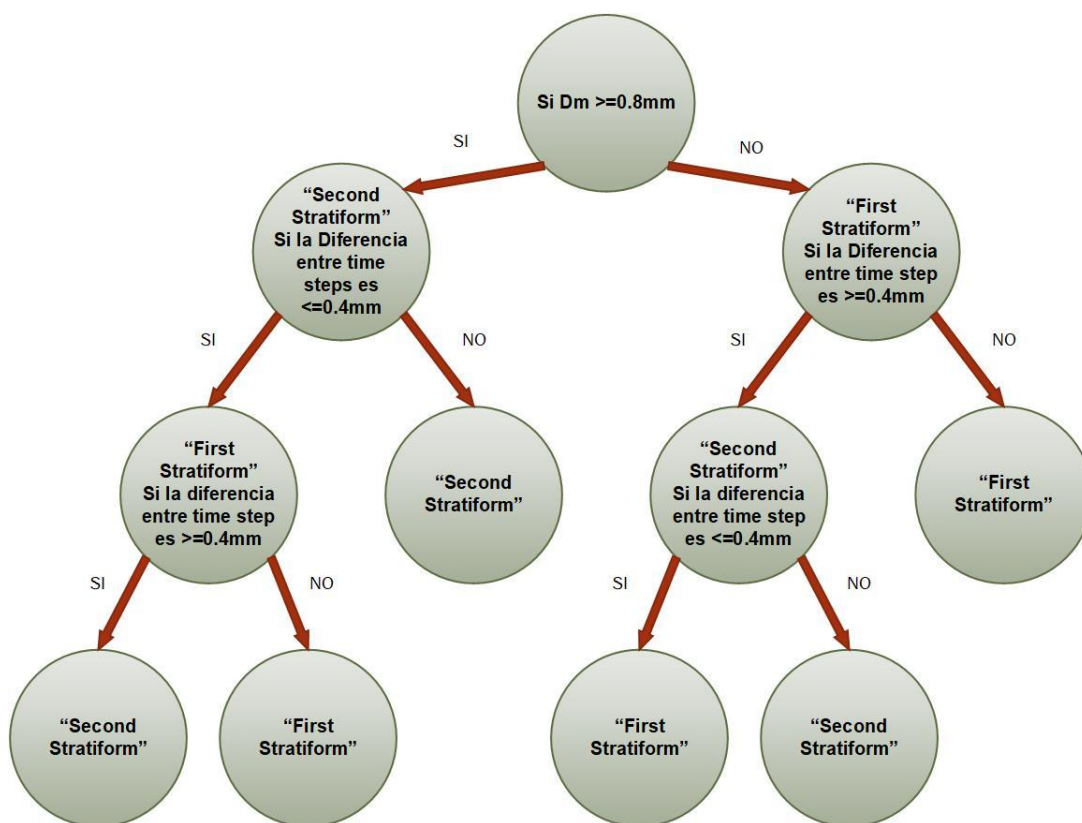 Si Dm >=0.8mm
SI
NO
“Second
Stratiform”
Si la Diferencia
entre time
steps es
<=0.4mm
“First
Stratiform”
Si la Diferencia
entre time step
es >=0.4mm
SI
NO
SI
NO
“First
Stratiform”
Si la diferencia
entre time step
es >=0.4mm
“Second
Stratiform”
“Second
Stratiform”
Si la diferencia
entre time step
es <=0.4mm
“First
Stratiform”
SI
NO
SI
NO
“Second
Stratiform”
“First
Stratiform”
“First
Stratiform”
“Second
Stratiform”